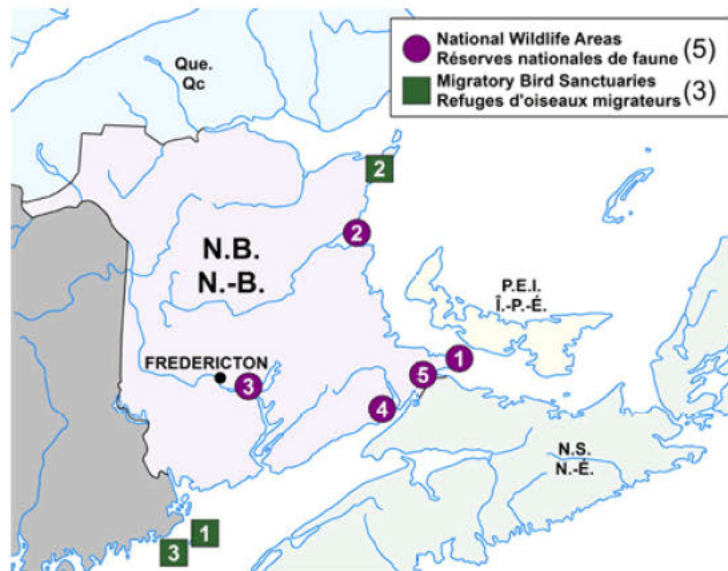 National Wildlife Areas
Réserves nationales de faune (5)
Migratory Bird Sanctuaries
Refuges d'oiseaux migrateurs (3)
Que.
Qc
2
2
N.B.
N.-B.
P.E.I.
Î.-P.-É.
FREDERICTON
1
5
3
4
N.S.
N.-É.
1
3